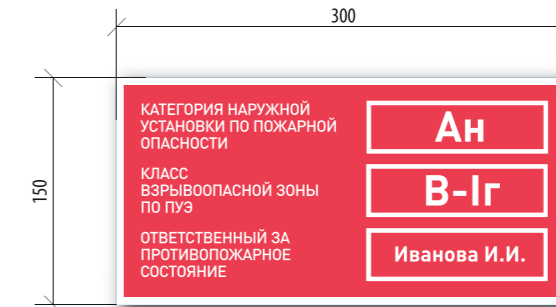 300
150
КАТЕГОРИЯ НАРУЖНОЙ
УСТАНОВКИ ПО ПОЖАРНОЙ
ОПАСНОСТИ
Ан
КЛАСС
ВЗРЫВООПАСНОЙ ЗОНЫ
ПО ПУЭ
В-Iг
ОТВЕТСТВЕННЫЙ ЗА
ПРОТИВОПОЖАРНОЕ
СОСТОЯНИЕ
Иванова И.И.